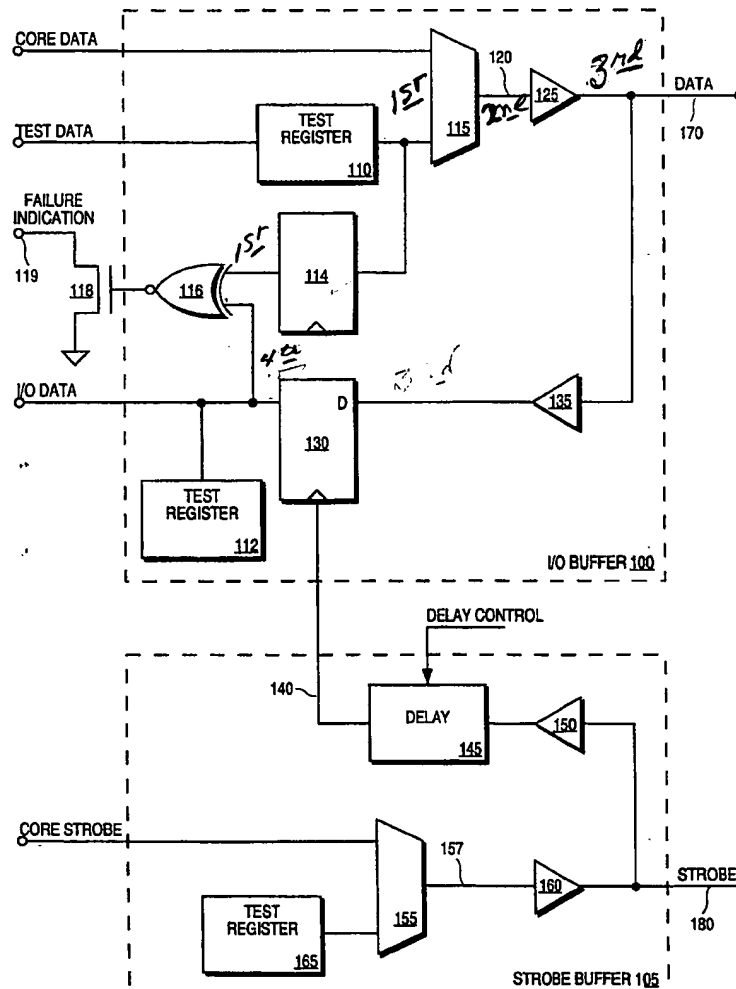 CORE DATA
120
3rd
1st
125
DATA
115
2nd
170
TEST DATA
TEST
REGISTER
110
FAILURE
INDICATION
1st
119
118
116
114
4th
3rd
I/O DATA
D
135
130
TEST
REGISTER
112
I/O BUFFER 100
DELAY CONTROL
140
DELAY
150
145
CORE STROBE
157
160
STROBE
TEST
REGISTER
155
180
165
STROBE BUFFER 105